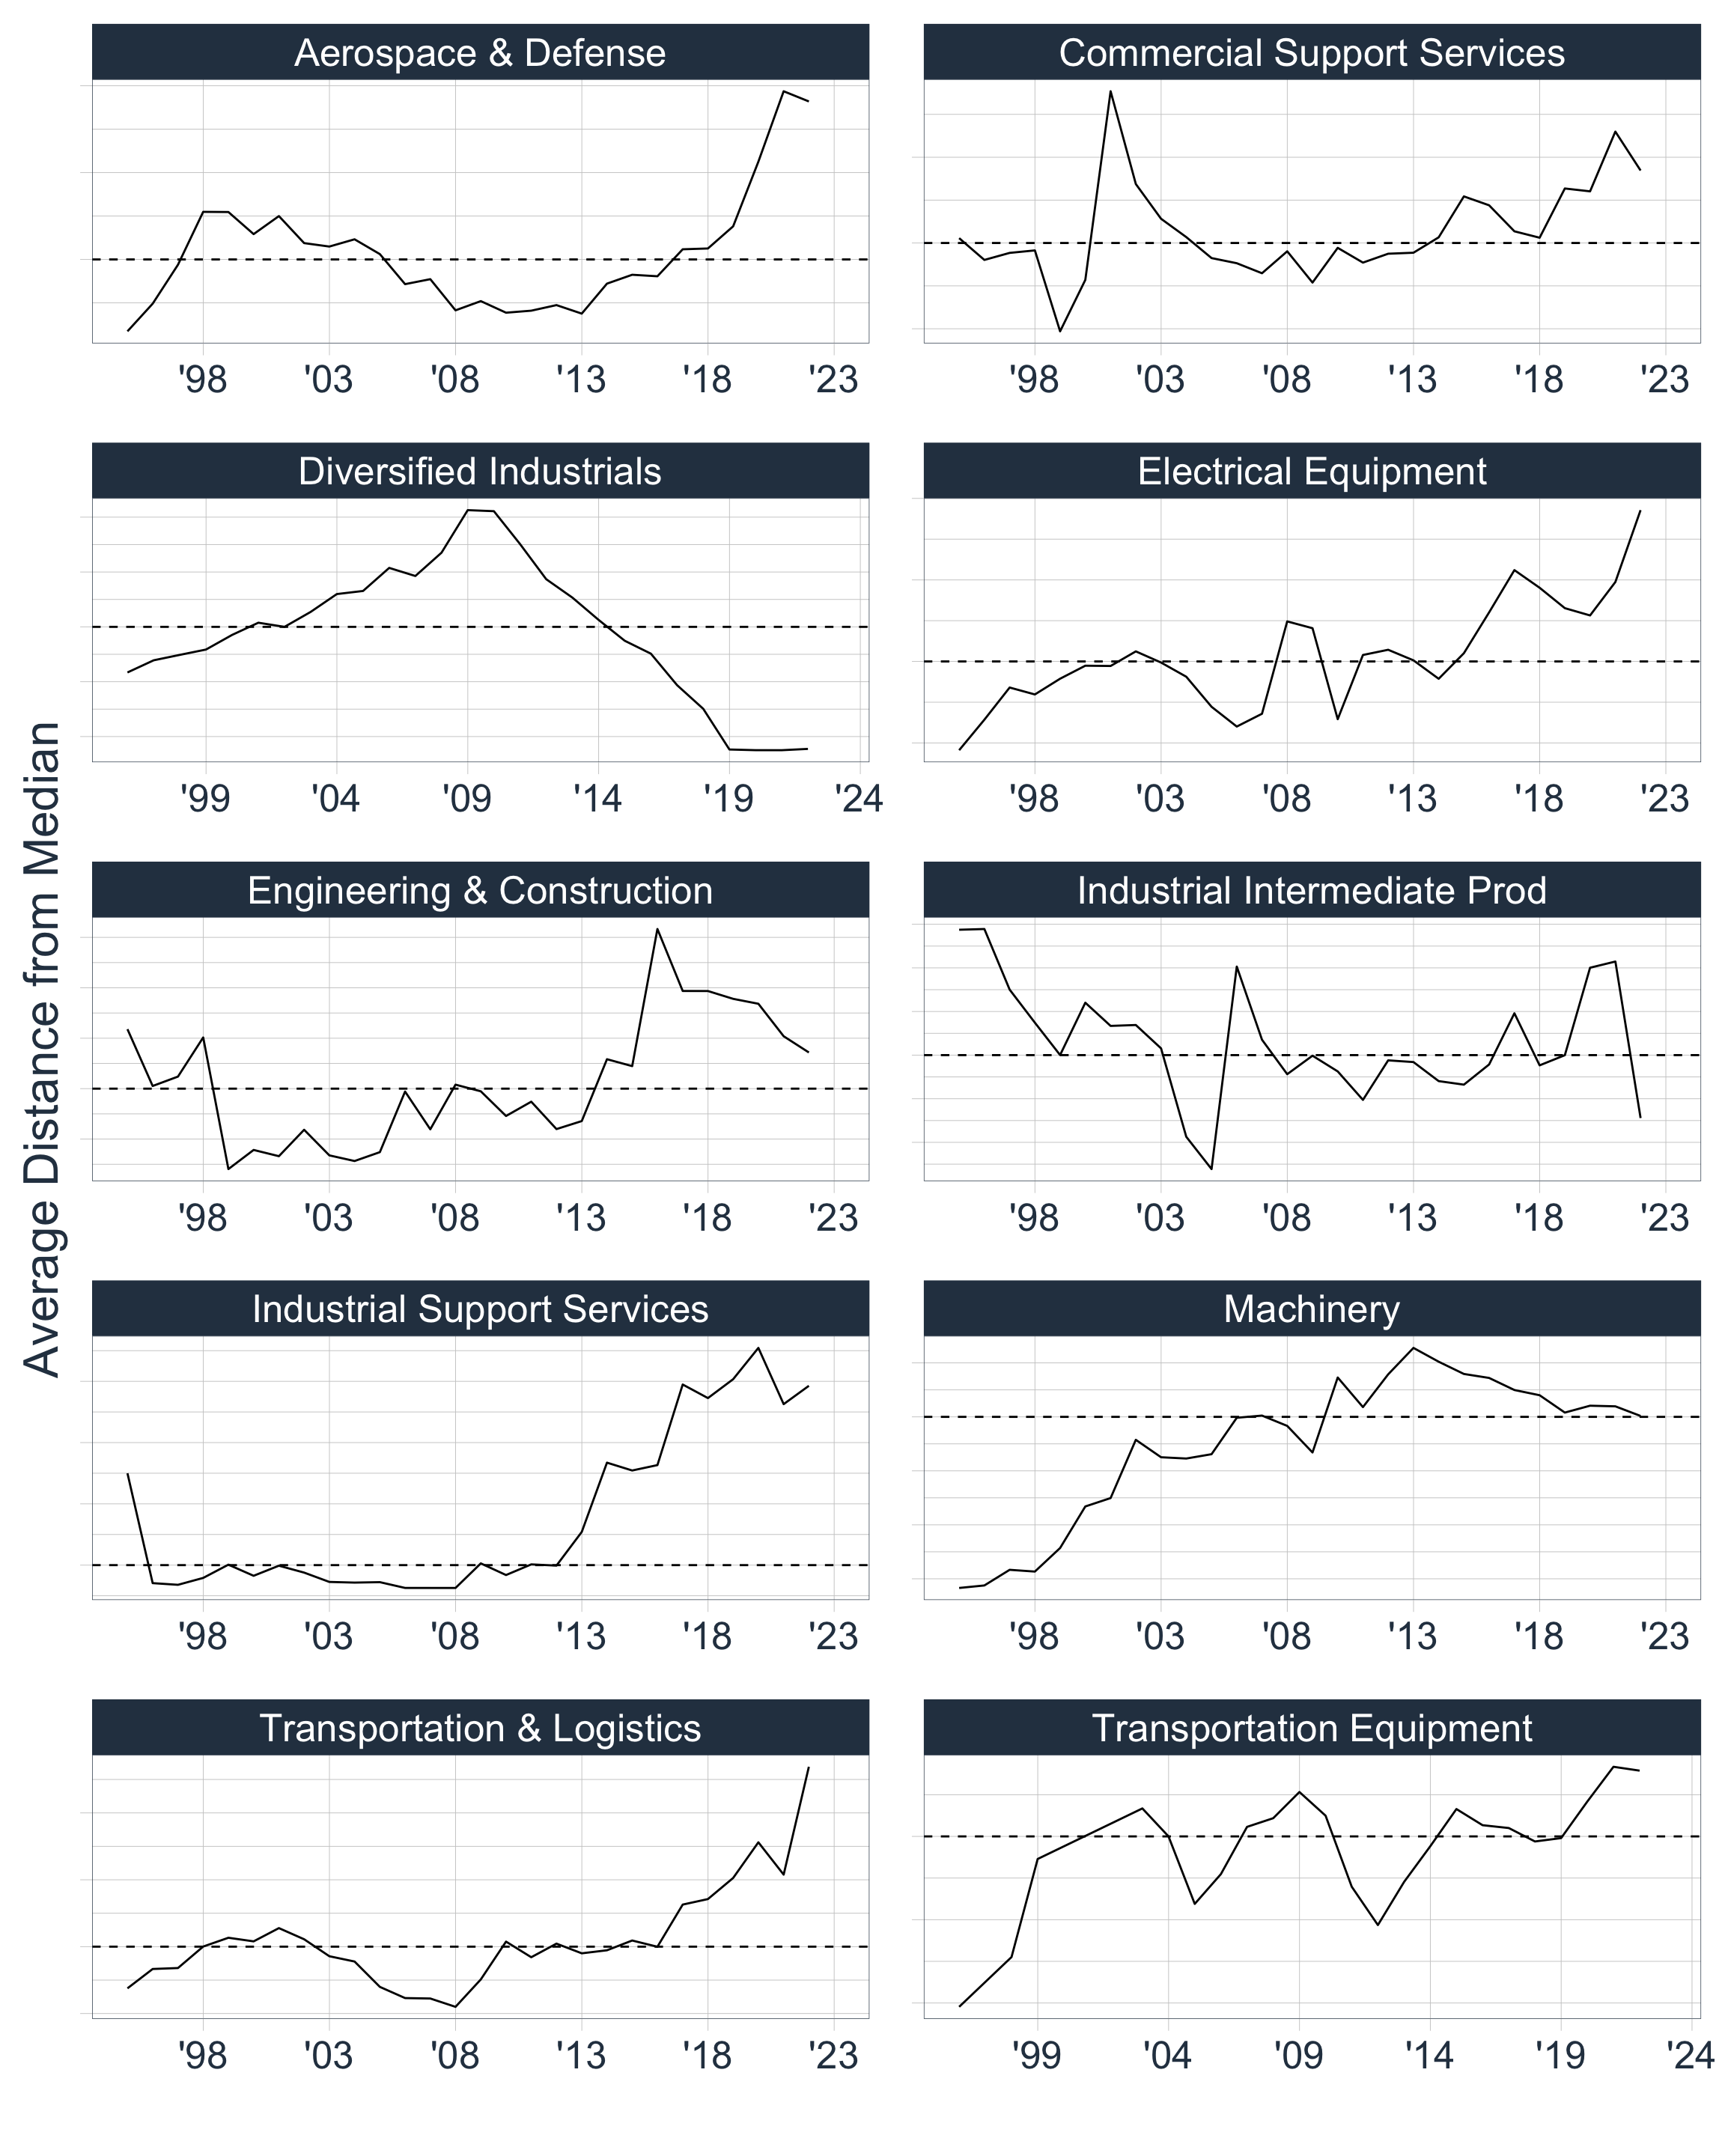 Average Distance from Median
Aerospace & Defense
'98 '03 '08 '13 '18 '23
Commercial Support Services
'98 '03 '08 '13 '18 '23
Diversified Industrials
'99 '04 '09 '14 '19 '24
Electrical Equipment
'98 '03 '08 '13 '18 '23
Engineering & Construction
'98 '03 '08 '13 '18 '23
Industrial Intermediate Prod
'98 '03 '08 '13 '18 '23
Industrial Support Services
'98 '03 '08 '13 '18 '23
Machinery
'98 '03 '08 '13 '18 '23
Transportation & Logistics
'98 '03 '08 '13 '18 '23
Transportation Equipment
'99 '04 '09 '14 '19 '24